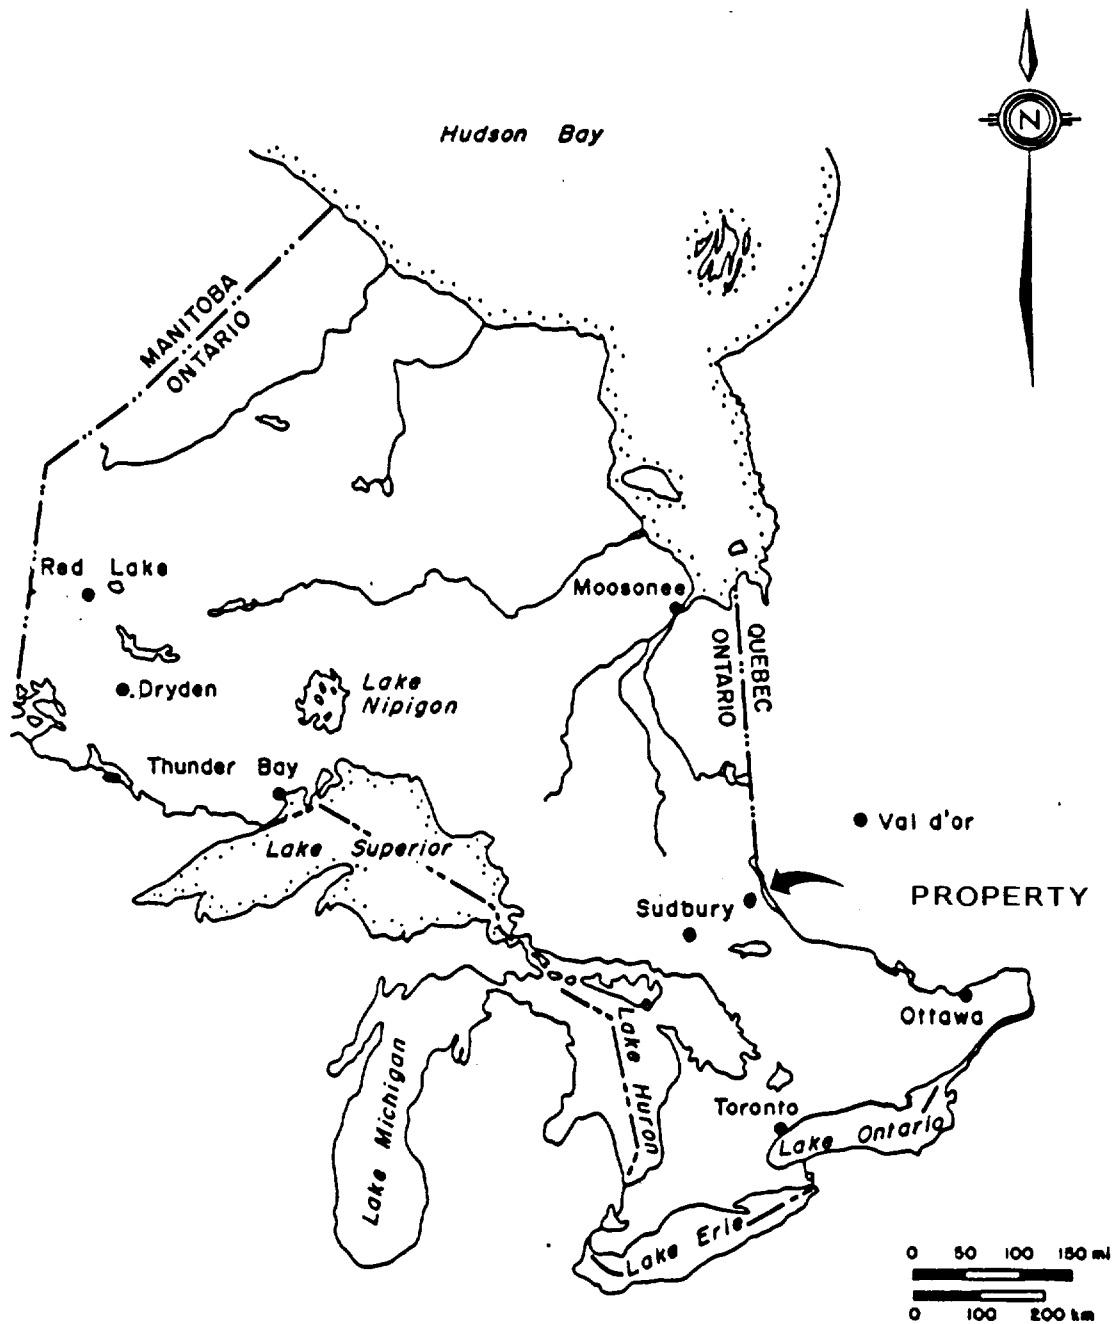 Hudson Bay
N
MANITOBA
ONTARIO
Red Lake
Moosonee
QUEBEC
ONTARIO
Dryden
Lake
Nipigon
Thunder Bay
Lake Superior
Val d'or
PROPERTY
Sudbury
Ottawa
Lake Huron
Lake Michigan
Toronto
Lake Ontario
Lake Erie
0 50 100 150 mi
0 100 200 km